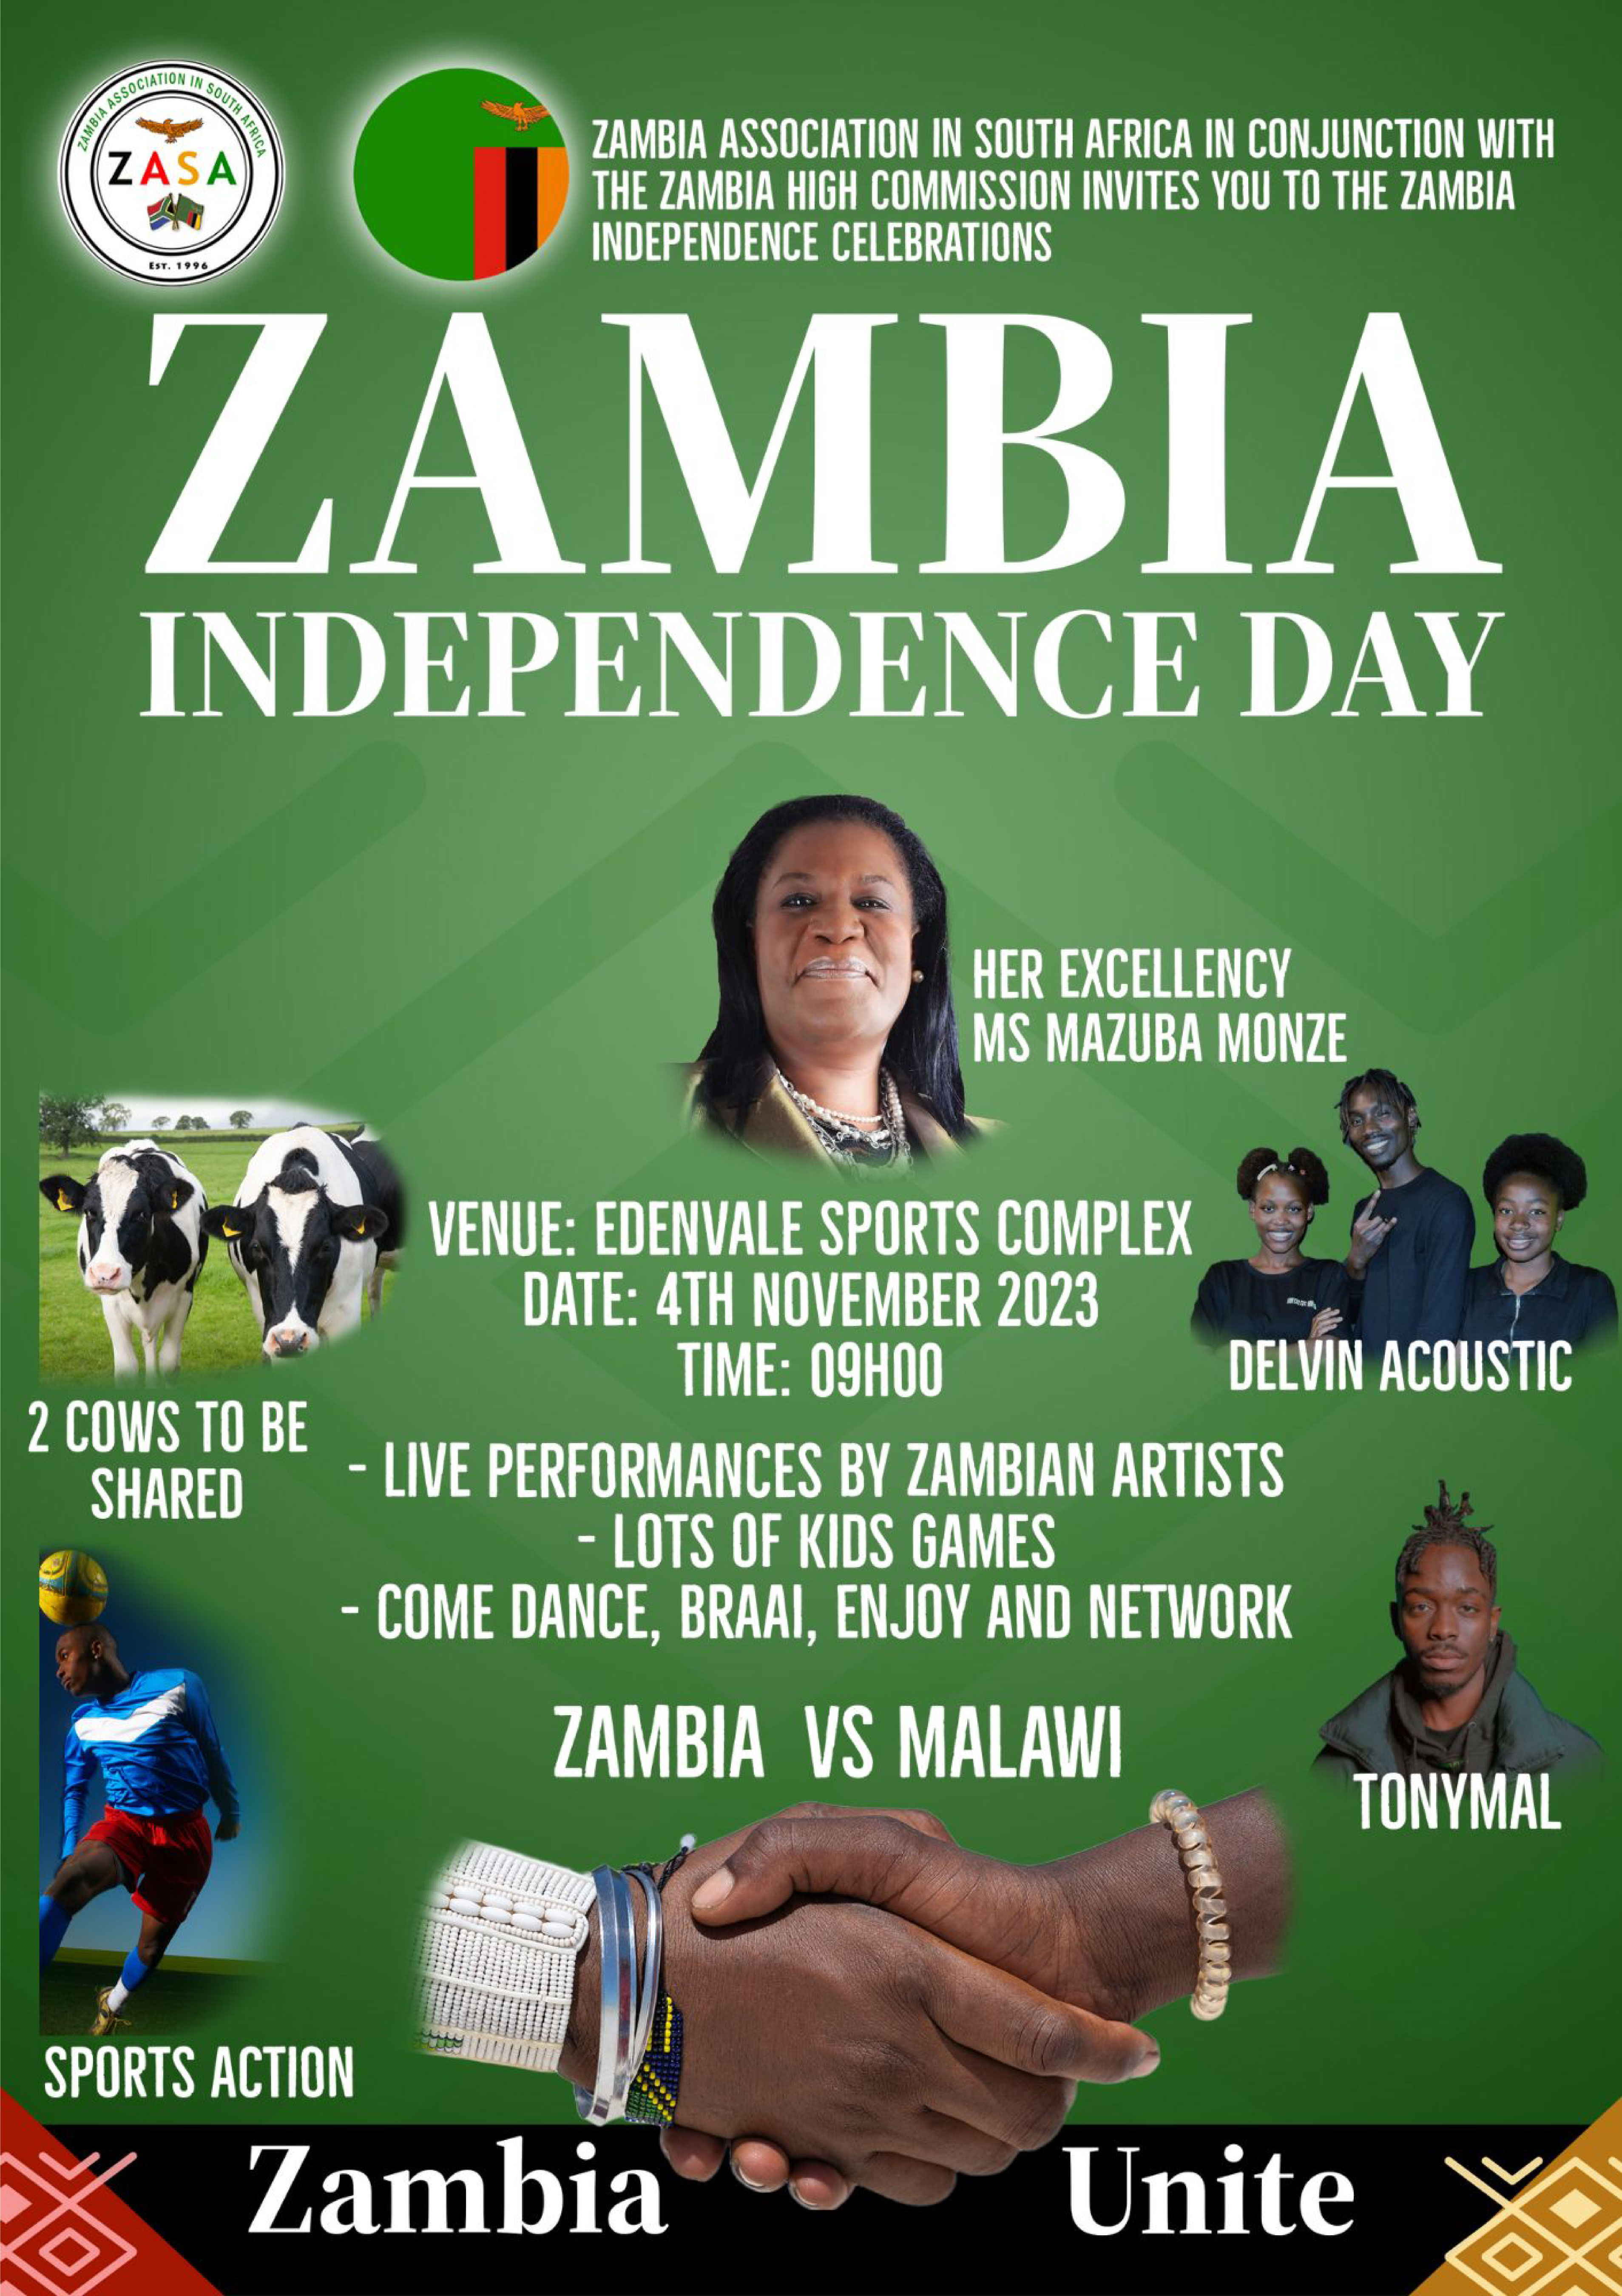 ZAMBIA ASSOCIATION IN SOUTH AFRICA
ZASA
EST. 1996
ZAMBIA ASSOCIATION IN SOUTH AFRICA IN CONJUNCTION WITH
THE ZAMBIA HIGH COMMISSION INVITES YOU TO THE ZAMBIA
INDEPENDENCE CELEBRATIONS
ZAMBIA
INDEPENDENCE DAY
HER EXCELLENCY
MS MAZUBA MONZE
VENUE: EDENVALE SPORTS COMPLEX
DATE: 4TH NOVEMBER 2023
TIME: 09H00
DELVIN ACOUSTIC
2 COWS TO BE
SHARED
- LIVE PERFORMANCES BY ZAMBIAN ARTISTS
- LOTS OF KIDS GAMES
- COME DANCE, BRAAI, ENJOY AND NETWORK
ZAMBIA VS MALAWI
TONYMAL
SPORTS ACTION
Zambia Unite